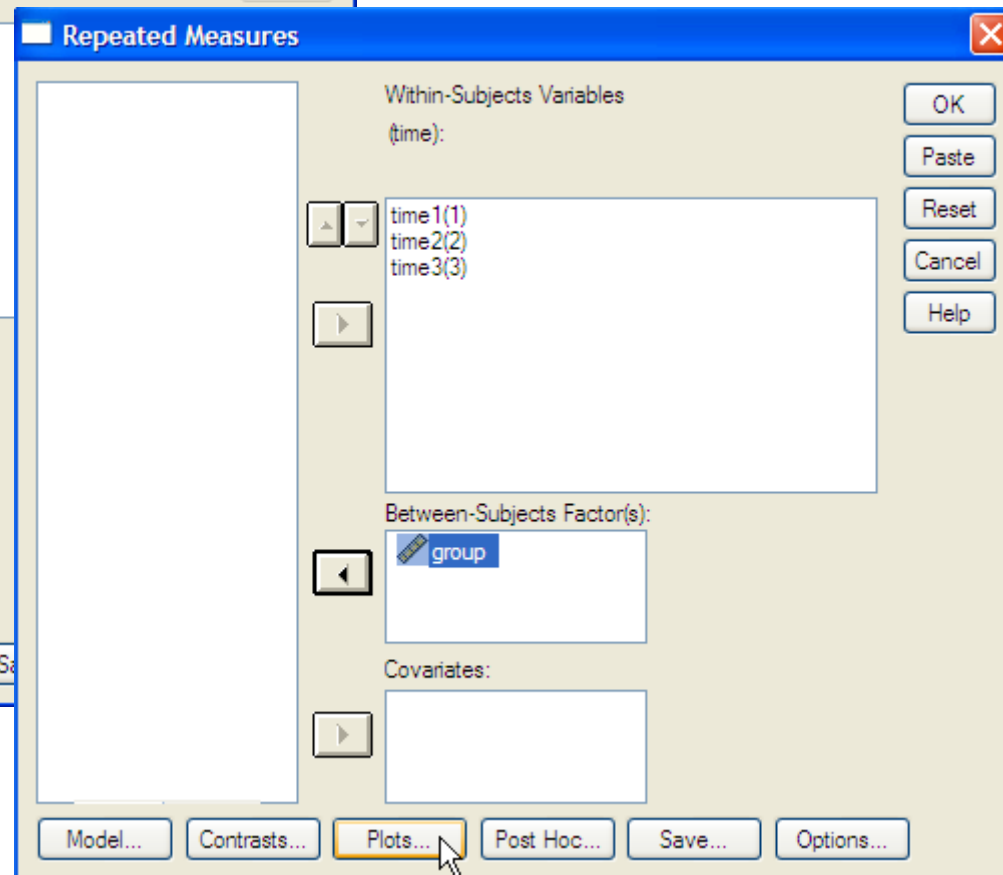 Repeated Measures
Within-Subjects Variables
(time):
time1(1)
time2(2)
time3(3)
Between-Subjects Factor(s):
group
Covariates:
OK
Paste
Reset
Cancel
Help
Model...
Contrasts...
Plots...
Post Hoc...
Save...
Options...
Sa